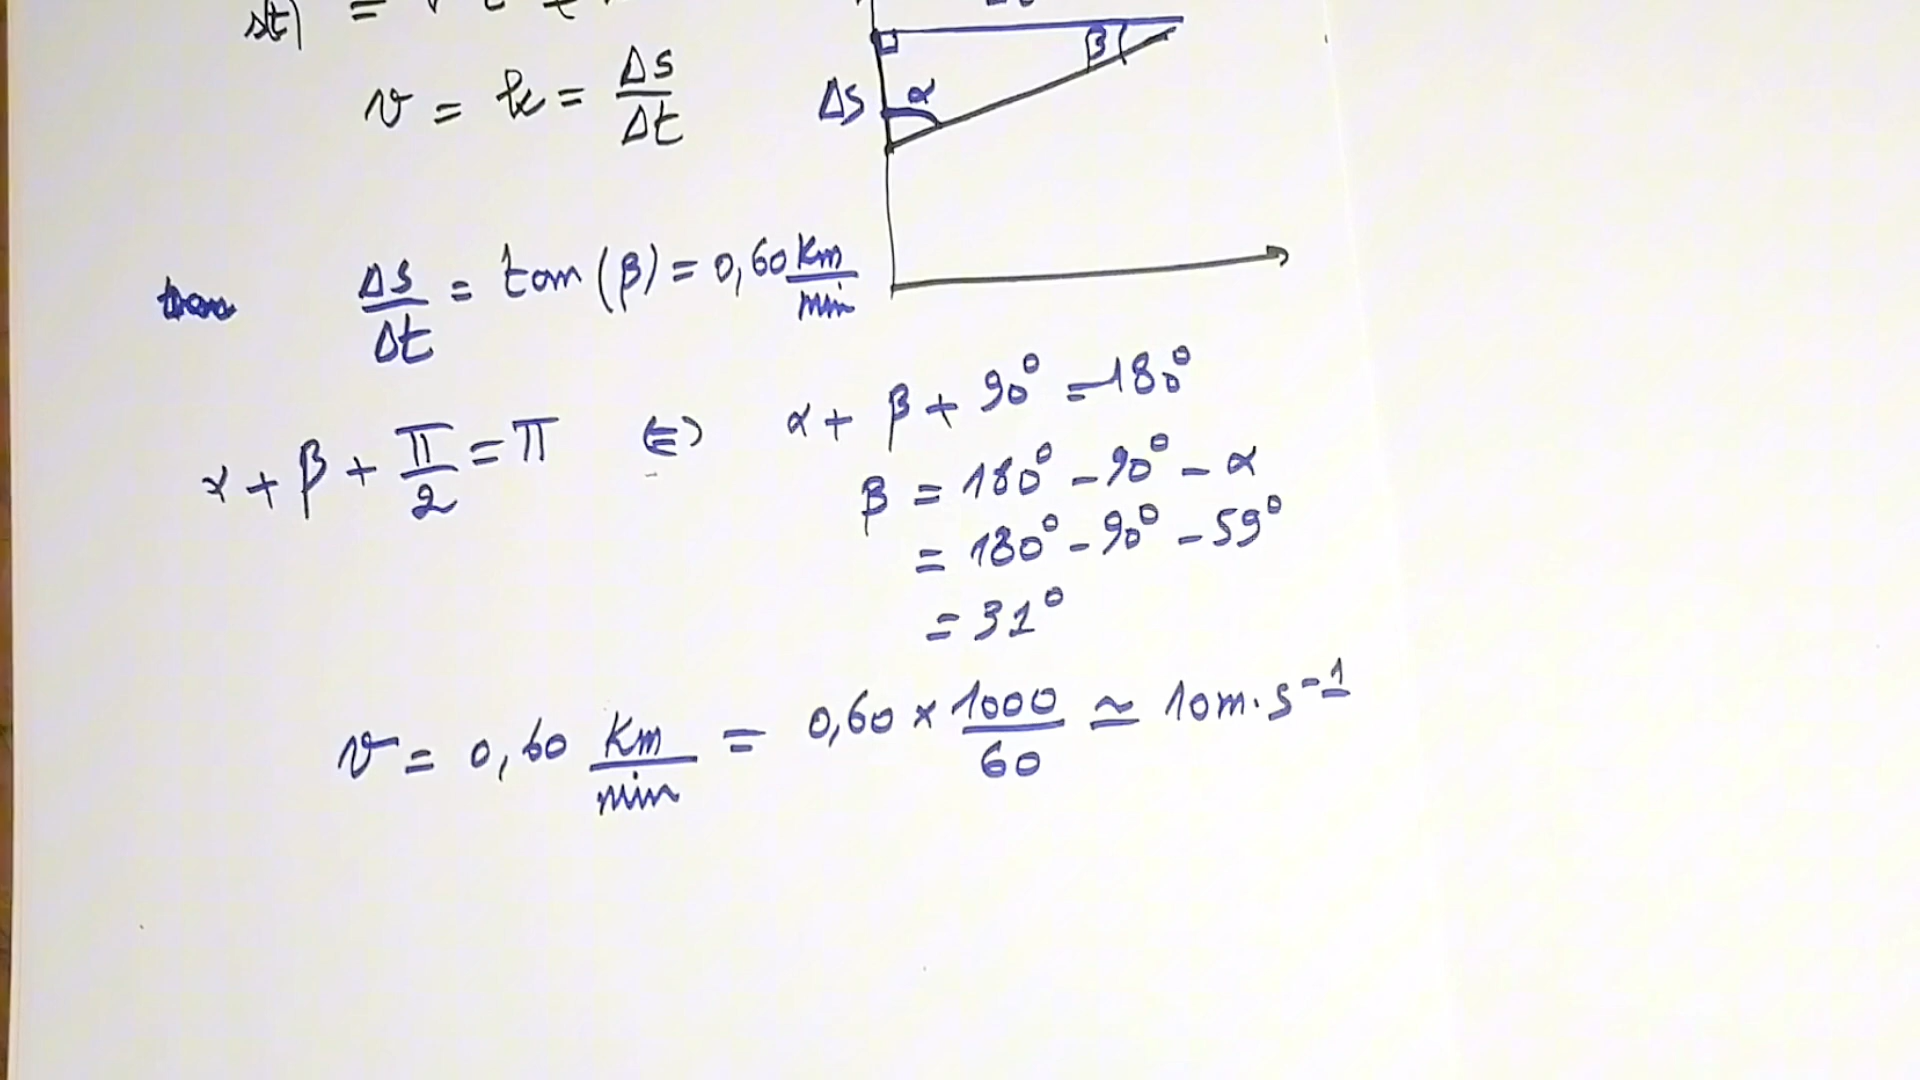 s(t) =
v = k = Δs/Δt
Δs α β
Δs/Δt = tan(β) = 0,60 Km/min
α + β + π/2 = π ⇔ α + β + 90° = 180°
β = 180° - 90° - α
= 180° - 90° - 59°
= 31°
v = 0,60 Km/min = 0,60 × 1000/60 ≃ 10 m·s⁻¹